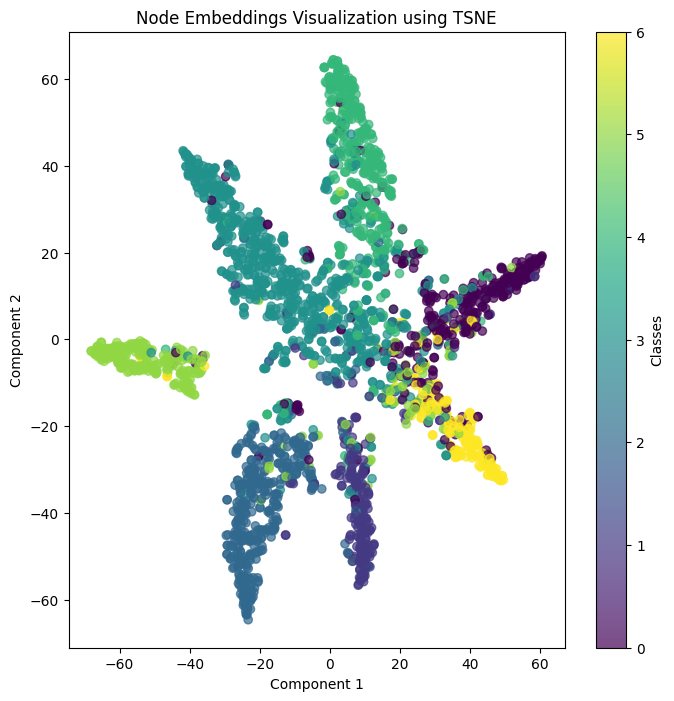 Node Embeddings Visualization using TSNE
Component 2
60
40
20
0
−20
−40
−60
−60 −40 −20 0 20 40 60
Component 1
6
5
4
3
2
1
0
Classes